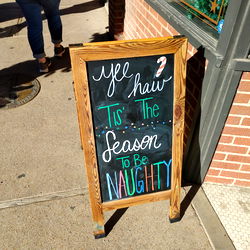 yee
haw
Tis' The
Season
To Be
NAUGHTY